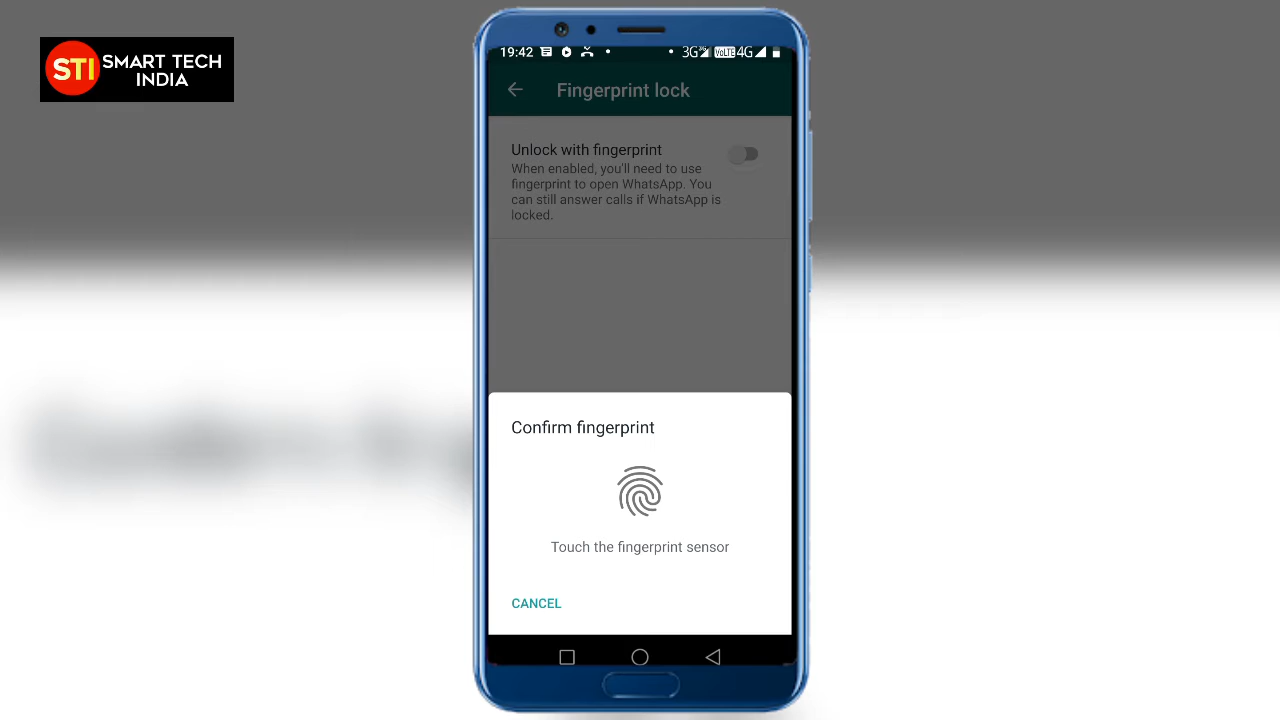 STI SMART TECH
INDIA
19:42 3G 3G VoLTE 4G
Fingerprint lock
Unlock with fingerprint
When enabled, you'll need to use
fingerprint to open WhatsApp. You
can still answer calls if WhatsApp is
locked.
Confirm fingerprint
Touch the fingerprint sensor
CANCEL